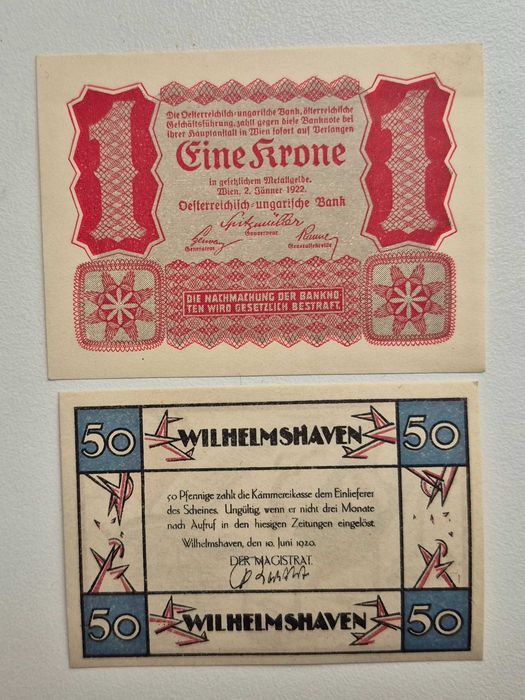 1
Die Oesterreichisch-ungarische Bank, österreichische
Geschäftsführung, zahlt gegen diese Banknote bei
ihrer Hauptanstalt in Wien sofort auf Verlangen
Eine Krone
in gesetzlichem Metallgelde.
Wien, 2. Jänner 1922.
Oesterreichisch-ungarische Bank
1
Spitzmüller
Gouverneur
Generalrat
Generalsekretär
DIE NACHMACHUNG DER BANKNO-
TEN WIRD GESETZLICH BESTRAFT.
50 WILHELMSHAVEN 50
50 Pfennige zahlt die Kämmereikasse dem Einlieferer
des Scheines. Ungültig, wenn er nicht drei Monate
nach Aufruf in den hiesigen Zeitungen eingelöst.
Wilhelmshaven, den 10. Juni 1920.
DER MAGISTRAT.
50 WILHELMSHAVEN 50